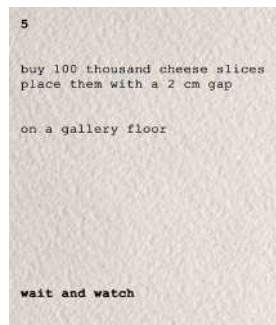 5
buy 100 thousand cheese slices
place them with a 2 cm gap
on a gallery floor
wait and watch